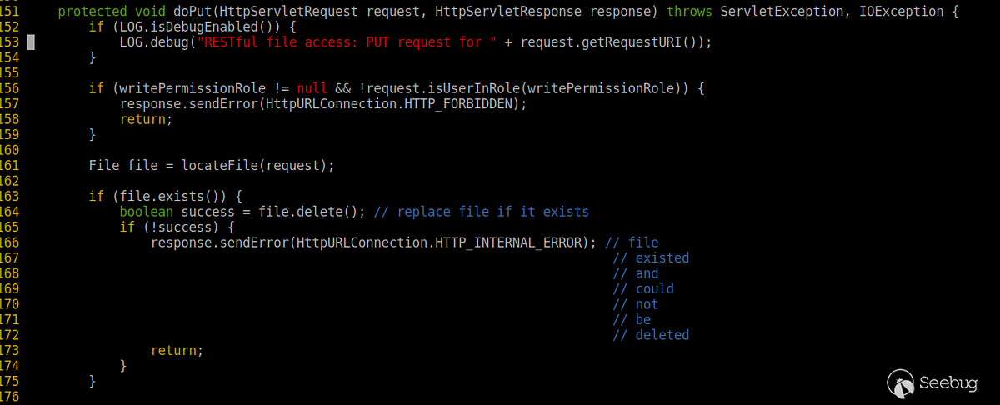 151     protected void doPut(HttpServletRequest request, HttpServletResponse response) throws ServletException, IOException {
152         if (LOG.isDebugEnabled()) {
153             LOG.debug("RESTful file access: PUT request for " + request.getRequestURI());
154         }
155
156         if (writePermissionRole != null && !request.isUserInRole(writePermissionRole)) {
157             response.sendError(HttpURLConnection.HTTP_FORBIDDEN);
158             return;
159         }
160
161         File file = locateFile(request);
162
163         if (file.exists()) {
164             boolean success = file.delete(); // replace file if it exists
165             if (!success) {
166                 response.sendError(HttpURLConnection.HTTP_INTERNAL_ERROR); // file
167                                                                            // existed
168                                                                            // and
169                                                                            // could
170                                                                            // not
171                                                                            // be
172                                                                            // deleted
173                 return;
174             }
175         }
176
Seebug